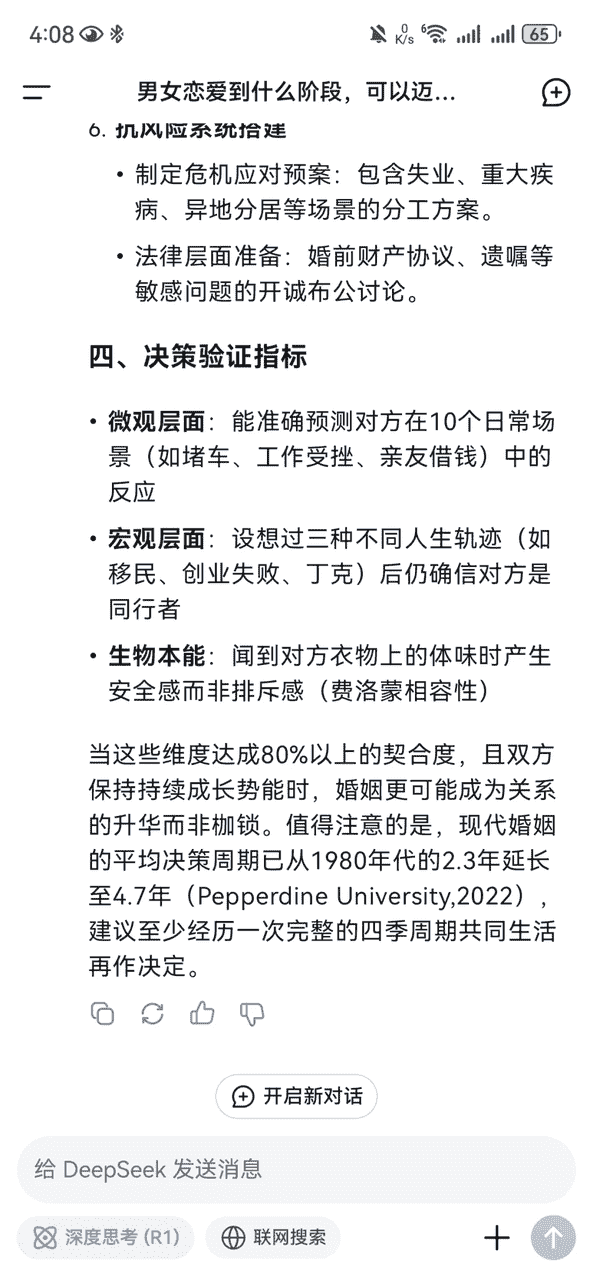 4:08
0
K/s
6
65
男女恋爱到什么阶段，可以迈...
6. 抗风险系统搭建
• 制定危机应对预案：包含失业、重大疾
病、异地分居等场景的分工方案。
• 法律层面准备：婚前财产协议、遗嘱等
敏感问题的开诚布公讨论。
四、决策验证指标
• 微观层面：能准确预测对方在10个日常场
景（如堵车、工作受挫、亲友借钱）中的
反应
• 宏观层面：设想过三种不同人生轨迹（如
移民、创业失败、丁克）后仍确信对方是
同行者
• 生物本能：闻到对方衣物上的体味时产生
安全感而非排斥感（费洛蒙相容性）
当这些维度达成80%以上的契合度，且双方
保持持续成长势能时，婚姻更可能成为关系
的升华而非枷锁。值得注意的是，现代婚姻
的平均决策周期已从1980年代的2.3年延长
至4.7年（Pepperdine University,2022），
建议至少经历一次完整的四季周期共同生活
再作决定。
开启新对话
给 DeepSeek 发送消息
深度思考 (R1)
联网搜索